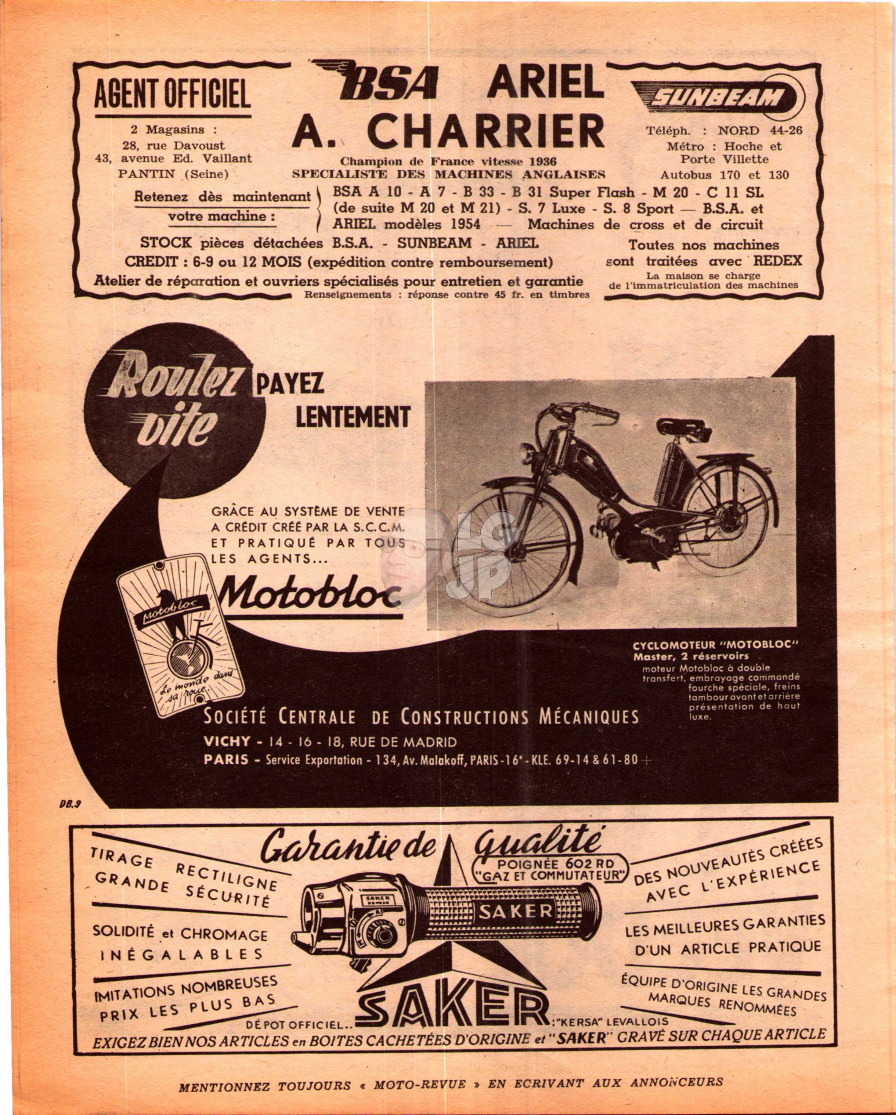 AGENT OFFICIEL
BSA ARIEL
A. CHARRIER
SUNBEAM
2 Magasins :
28, rue Davoust
43, avenue Ed. Vaillant
PANTIN (Seine)
Champion de France vitesse 1936
SPECIALISTE DES MACHINES ANGLAISES
Téléph. : NORD 44-26
Métro : Hoche et
Porte Villette
Autobus 170 et 130
Retenez dès maintenant
votre machine :
BSA A 10 - A 7 - B 33 - B 31 Super Flash - M 20 - C 11 SL
(de suite M 20 et M 21) - S. 7 Luxe - S. 8 Sport — B.S.A. et
ARIEL modèles 1954 — Machines de cross et de circuit
STOCK pièces détachées B.S.A. - SUNBEAM - ARIEL
CREDIT : 6-9 ou 12 MOIS (expédition contre remboursement)
Atelier de réparation et ouvriers spécialisés pour entretien et garantie
Renseignements : réponse contre 45 fr. en timbres
Toutes nos machines
sont traitées avec REDEX
La maison se charge
de l'immatriculation des machines
Roulez vite
PAYEZ
LENTEMENT
GRÂCE AU SYSTÈME DE VENTE
A CRÉDIT CRÉÉ PAR LA S.C.C.M.
ET PRATIQUÉ PAR TOUS
LES AGENTS...
Motobloc
Motobloc
Le monde dans
sa roue
JP
CYCLOMOTEUR "MOTOBLOC"
Master, 2 réservoirs
moteur Motobloc à double
transfert, embrayage commandé
fourche spéciale, freins
tambour avant et arrière
présentation de haut
luxe.
SOCIÉTÉ CENTRALE DE CONSTRUCTIONS MÉCANIQUES
VICHY - 14 - 16 - 18, RUE DE MADRID
PARIS - Service Exportation - 134, Av. Malakoff, PARIS-16e - KLE. 69-14 & 61-80
DB.9
Garantie de qualité
POIGNÉE 602 RD
"GAZ ET COMMUTATEUR"
TIRAGE RECTILIGNE
GRANDE SÉCURITÉ
SOLIDITÉ et CHROMAGE
INÉGALABLES
IMITATIONS NOMBREUSES
PRIX LES PLUS BAS
SAKER
SAKER
DES NOUVEAUTÉS CRÉÉES
AVEC L'EXPÉRIENCE
LES MEILLEURES GARANTIES
D'UN ARTICLE PRATIQUE
ÉQUIPE D'ORIGINE LES GRANDES
MARQUES RENOMMÉES
DÉPOT OFFICIEL.. SAKER : "KERSA" LEVALLOIS
EXIGEZ BIEN NOS ARTICLES en BOITES CACHETÉES D'ORIGINE et "SAKER" GRAVÉ SUR CHAQUE ARTICLE
MENTIONNEZ TOUJOURS « MOTO-REVUE » EN ECRIVANT AUX ANNONCEURS